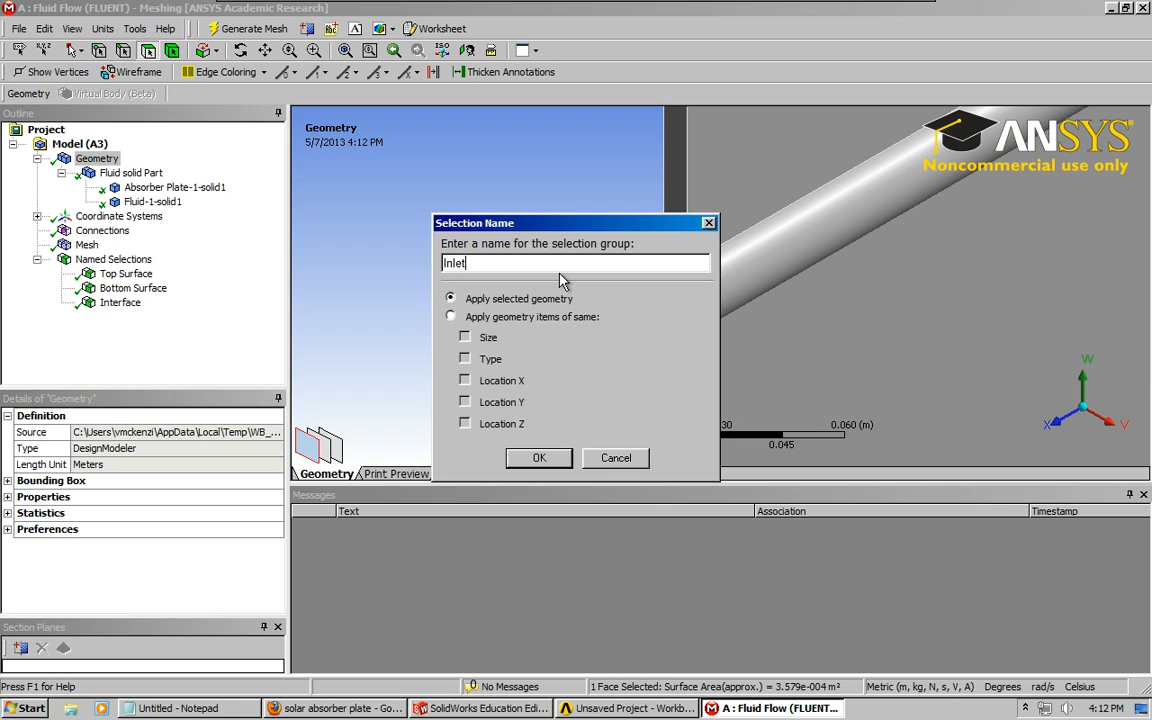 A : Fluid Flow (FLUENT) - Meshing [ANSYS Academic Research]
File Edit View Units Tools Help Generate Mesh Worksheet
Show Vertices Wireframe Edge Coloring Thicken Annotations
Geometry Virtual Body (Beta)
Outline
Project
Model (A3)
Geometry
Fluid solid Part
Absorber Plate-1-solid1
Fluid-1-solid1
Coordinate Systems
Connections
Mesh
Named Selections
Top Surface
Bottom Surface
Interface
Details of "Geometry"
Definition
Source C:\Users\vmckenzi\AppData\Local\Temp\WB_...
Type DesignModeler
Length Unit Meters
Bounding Box
Properties
Statistics
Preferences
Section Planes
Geometry
5/7/2013 4:12 PM
ANSYS
Noncommercial use only
Selection Name
Enter a name for the selection group:
Inlet
Apply selected geometry
Apply geometry items of same:
Size
Type
Location X
Location Y
Location Z
OK Cancel
30 0.060 (m)
0.045
W
X
Y
Geometry Print Preview
Messages
Text Association Timestamp
Press F1 for Help No Messages 1 Face Selected: Surface Area(approx.) = 3.579e-004 m² Metric (m, kg, N, s, V, A) Degrees rad/s Celsius
Start Untitled - Notepad solar absorber plate - Go... SolidWorks Education Edi... Unsaved Project - Workb... A : Fluid Flow (FLUENT... 4:12 PM